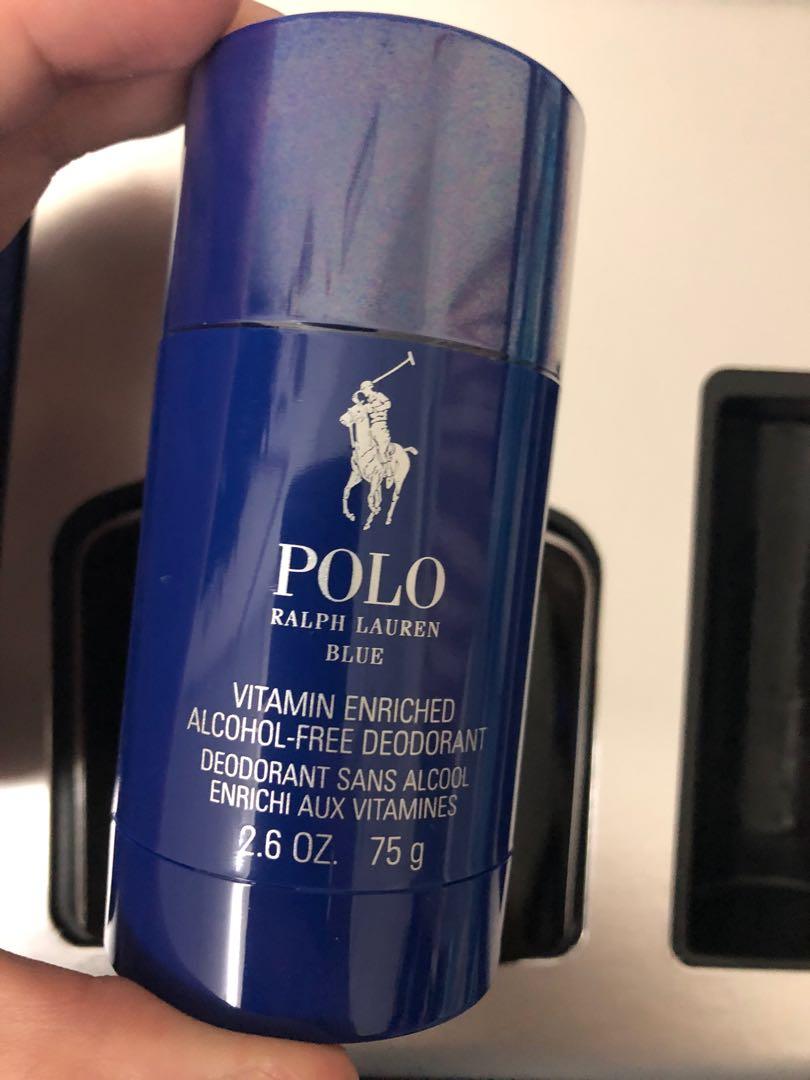 POLO
RALPH LAUREN
BLUE
VITAMIN ENRICHED
ALCOHOL-FREE DEODORANT
DEODORANT SANS ALCOOL
ENRICHI AUX VITAMINES
2.6 OZ. 75 g